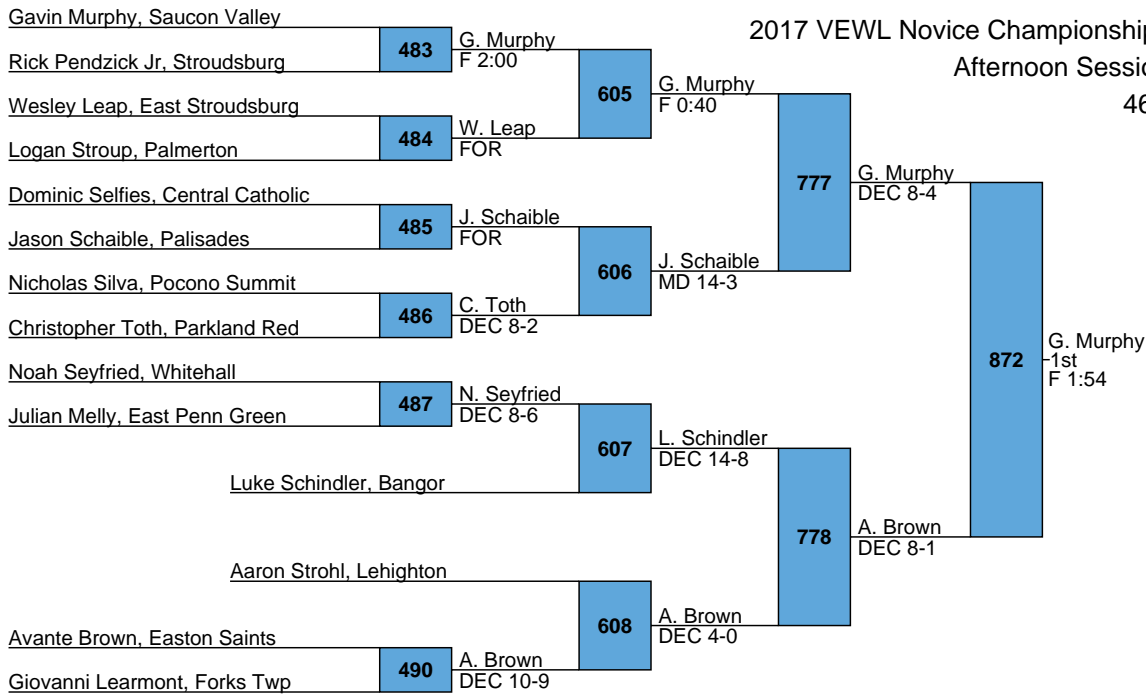 Gavin Murphy, Saucon Valley
483
G. Murphy
F 2:00
Rick Pendzick Jr, Stroudsburg
2017 VEWL Novice Championship
Afternoon Sessio
46
605
G. Murphy
F 0:40
Wesley Leap, East Stroudsburg
484
W. Leap
FOR
Logan Stroup, Palmerton
777
G. Murphy
DEC 8-4
Dominic Selfies, Central Catholic
485
J. Schaible
FOR
Jason Schaible, Palisades
606
J. Schaible
MD 14-3
Nicholas Silva, Pocono Summit
486
C. Toth
DEC 8-2
Christopher Toth, Parkland Red
872
G. Murphy
1st
F 1:54
Noah Seyfried, Whitehall
487
N. Seyfried
DEC 8-6
Julian Melly, East Penn Green
607
L. Schindler
DEC 14-8
Luke Schindler, Bangor
778
A. Brown
DEC 8-1
Aaron Strohl, Lehighton
608
A. Brown
DEC 4-0
Avante Brown, Easton Saints
490
A. Brown
DEC 10-9
Giovanni Learmont, Forks Twp